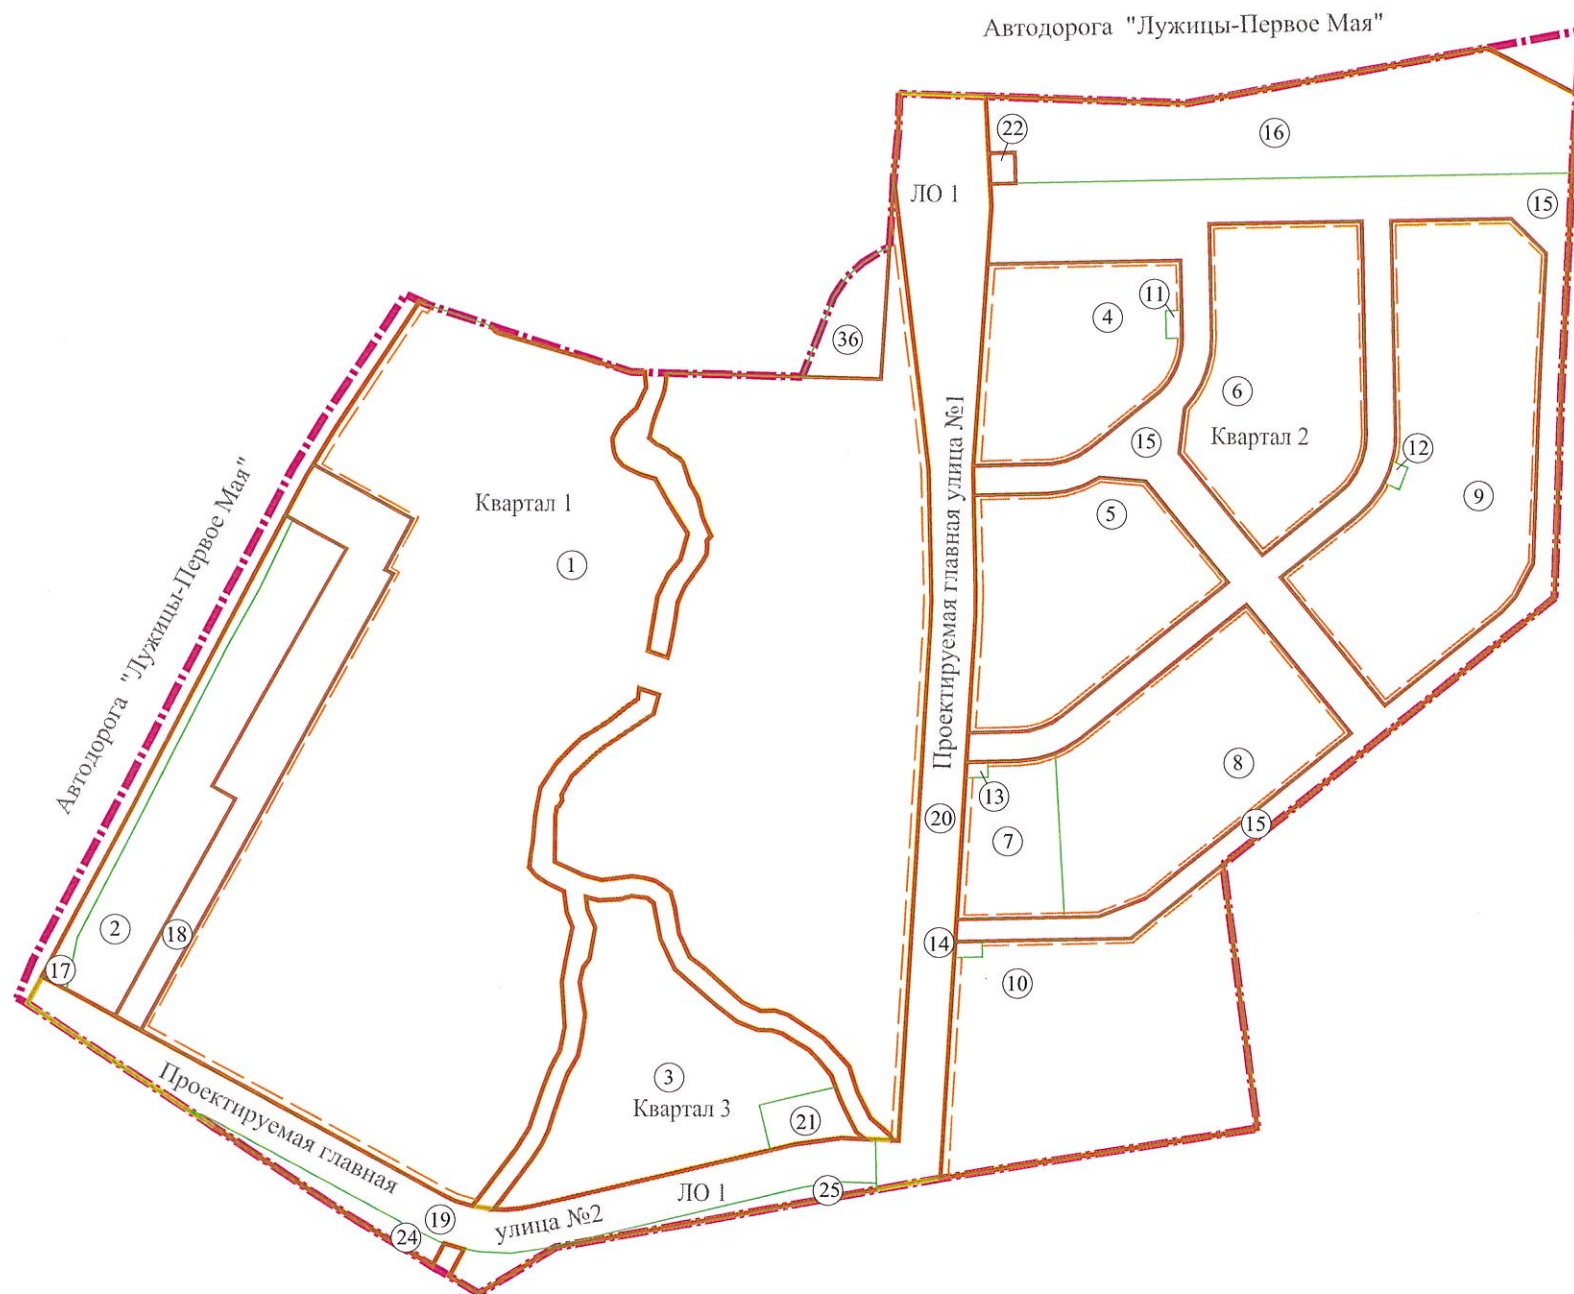 Автодорога "Лужицы-Первое Мая"
22
16
ЛО 1
15
11
4
36
6
15
Квартал 2
12
9
Квартал 1
5
1
Автодорога "Лужицы-Первое Мая"
Проектируемая главная улица №1
8
13
20
15
7
2
18
14
17
10
3
Квартал 3
21
Проектируемая главная
улица №2
ЛО 1
25
19
24